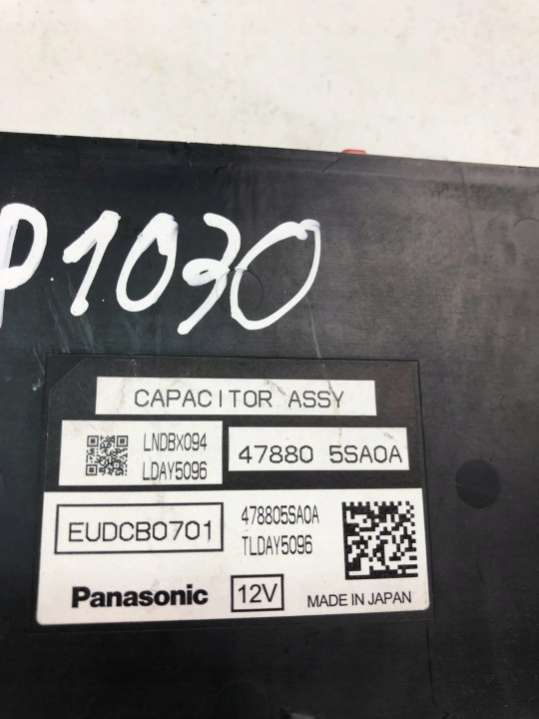 P1030
CAPACITOR ASSY
LNDBX094
LDAY5096
47880 5SA0A
EUDCB0701
478805SA0A
TLDAY5096
Panasonic
12V
MADE IN JAPAN